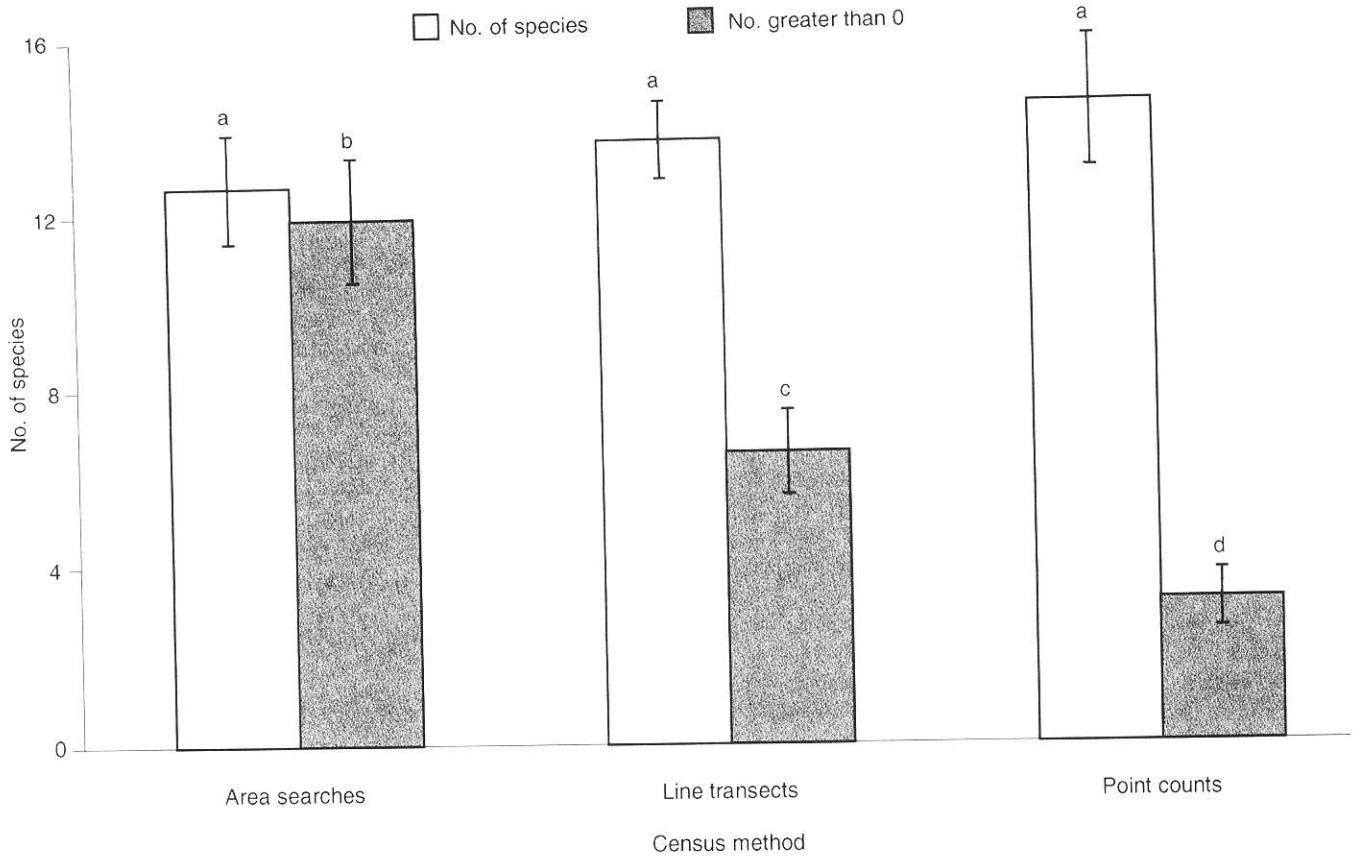 No. of species
No. greater than 0
16
12
8
4
0
No. of species
a
b
a
c
a
d
Area searches
Line transects
Point counts
Census method